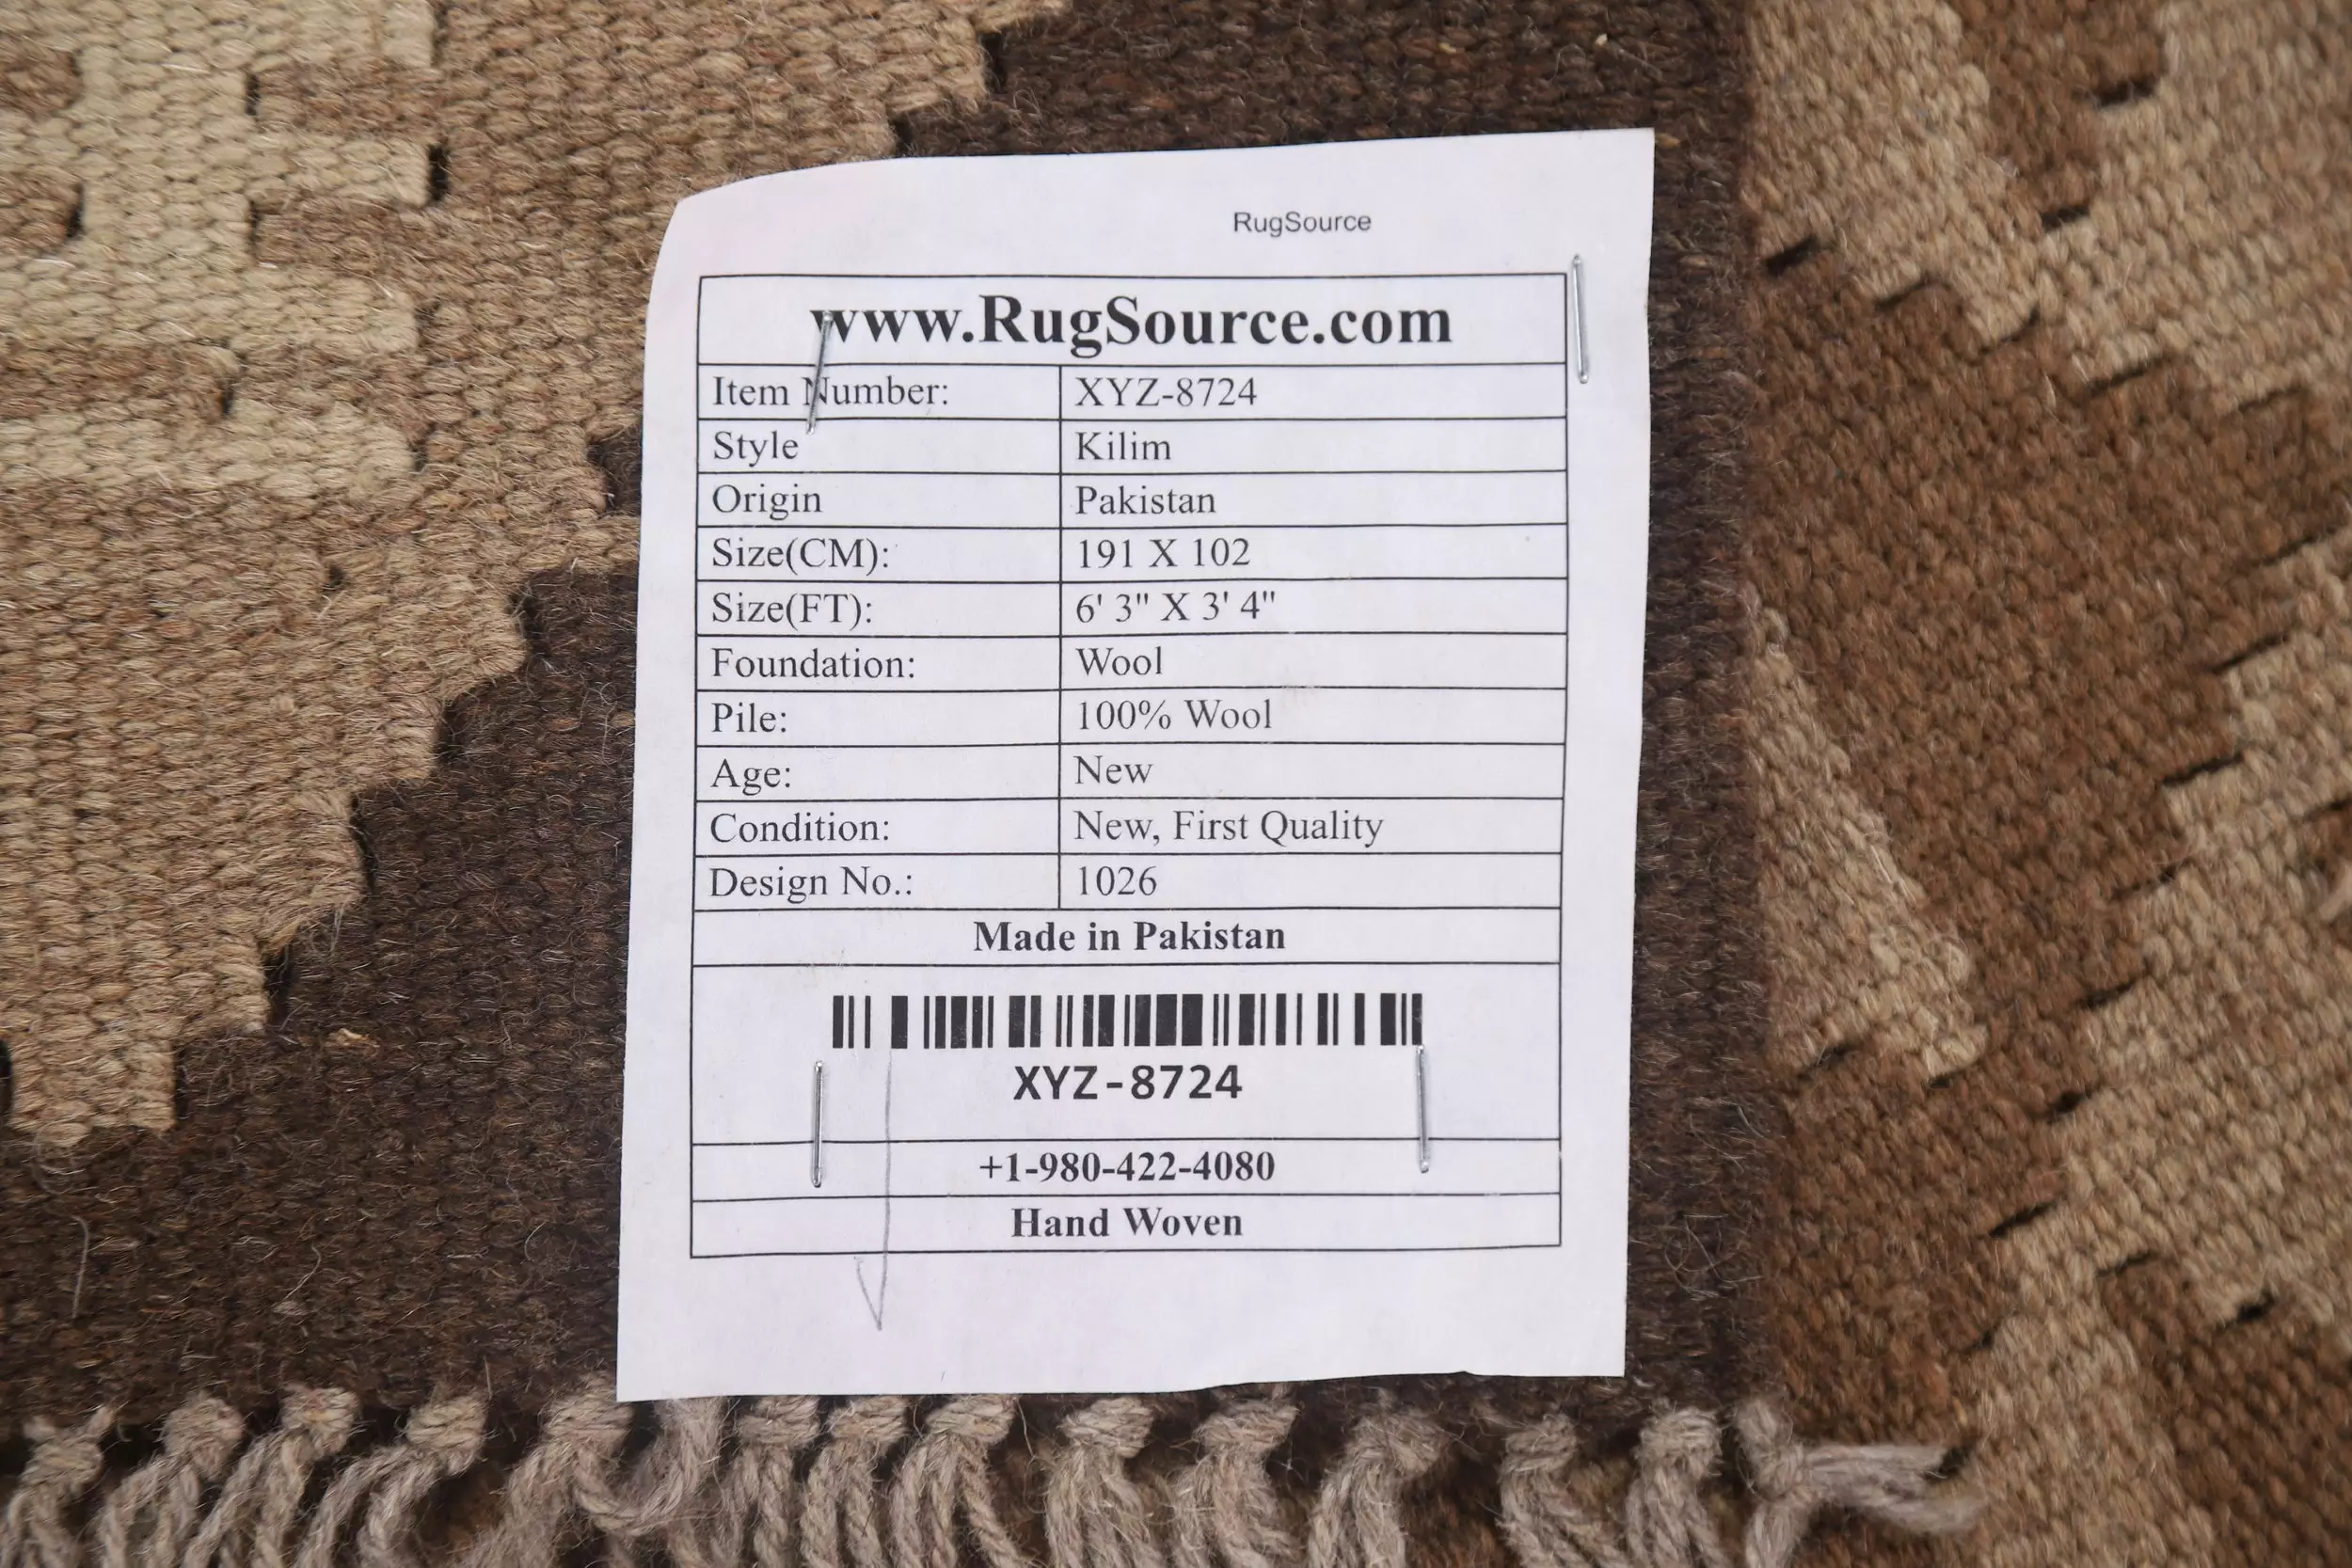 RugSource
www.RugSource.com
Item Number: XYZ-8724
Style Kilim
Origin Pakistan
Size(CM): 191 X 102
Size(FT): 6' 3" X 3' 4"
Foundation: Wool
Pile: 100% Wool
Age: New
Condition: New, First Quality
Design No.: 1026
Made in Pakistan
XYZ-8724
+1-980-422-4080
Hand Woven